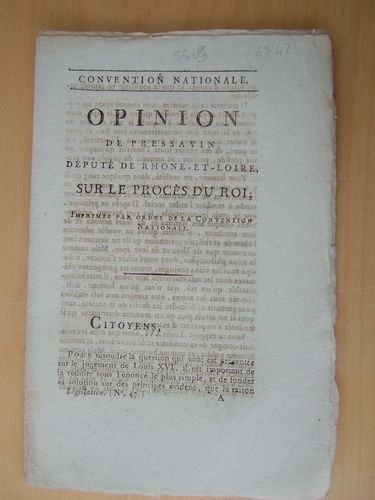 (69/42)
CONVENTION NATIONALE.
OPINION
DE PRESSAVIN
DÉPUTÉ DE RHONE-ET-LOIRE,
SUR LE PROCÈS DU ROI;
IMPRIMÉE PAR ORDRE DE LA CONVENTION
NATIONALE.
CITOYENS,
POUR résoudre la question qui vous est présentée
sur le jugement de Louis XVI, il est important de
la réduire sous l'énoncé le plus simple, et de fonder
sa solution sur des principes évidens, que la raison
Législation. (N°. 47.) A